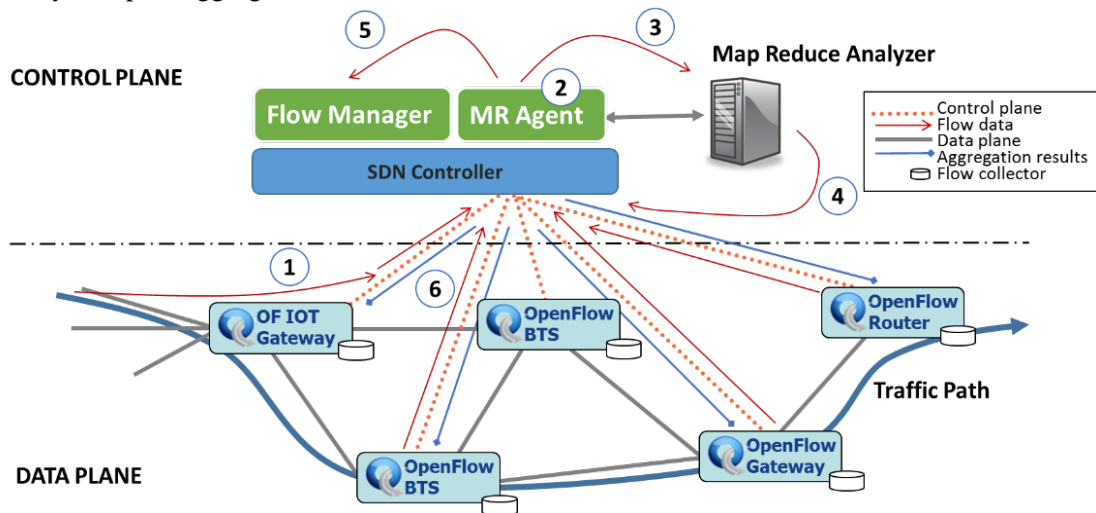 5
3
Map Reduce Analyzer
CONTROL PLANE
2
Flow Manager
MR Agent
Control plane
Flow data
Data plane
Aggregation results
Flow collector
SDN Controller
4
1
6
OF IOT
Gateway
OpenFlow
BTS
OpenFlow
Router
Traffic Path
OpenFlow
BTS
OpenFlow
Gateway
DATA PLANE